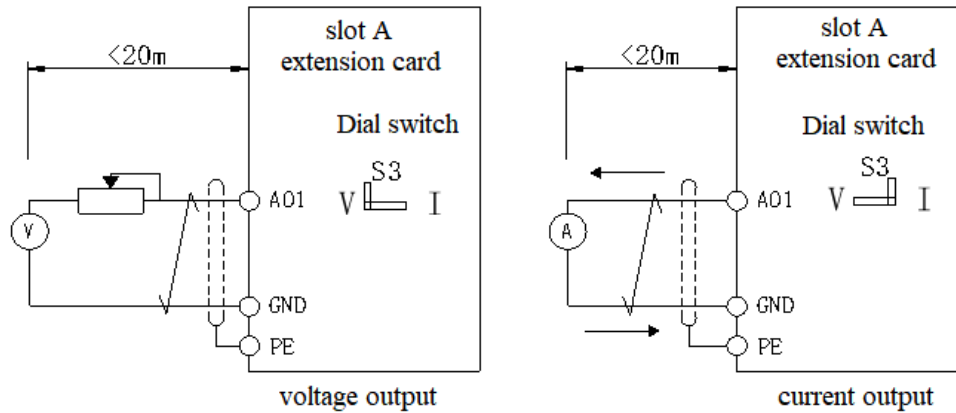 slot A
extension card
<20m
Dial switch
S3
V I
AO1
V
GND
PE
voltage output
slot A
extension card
<20m
Dial switch
S3
V I
AO1
A
GND
PE
current output